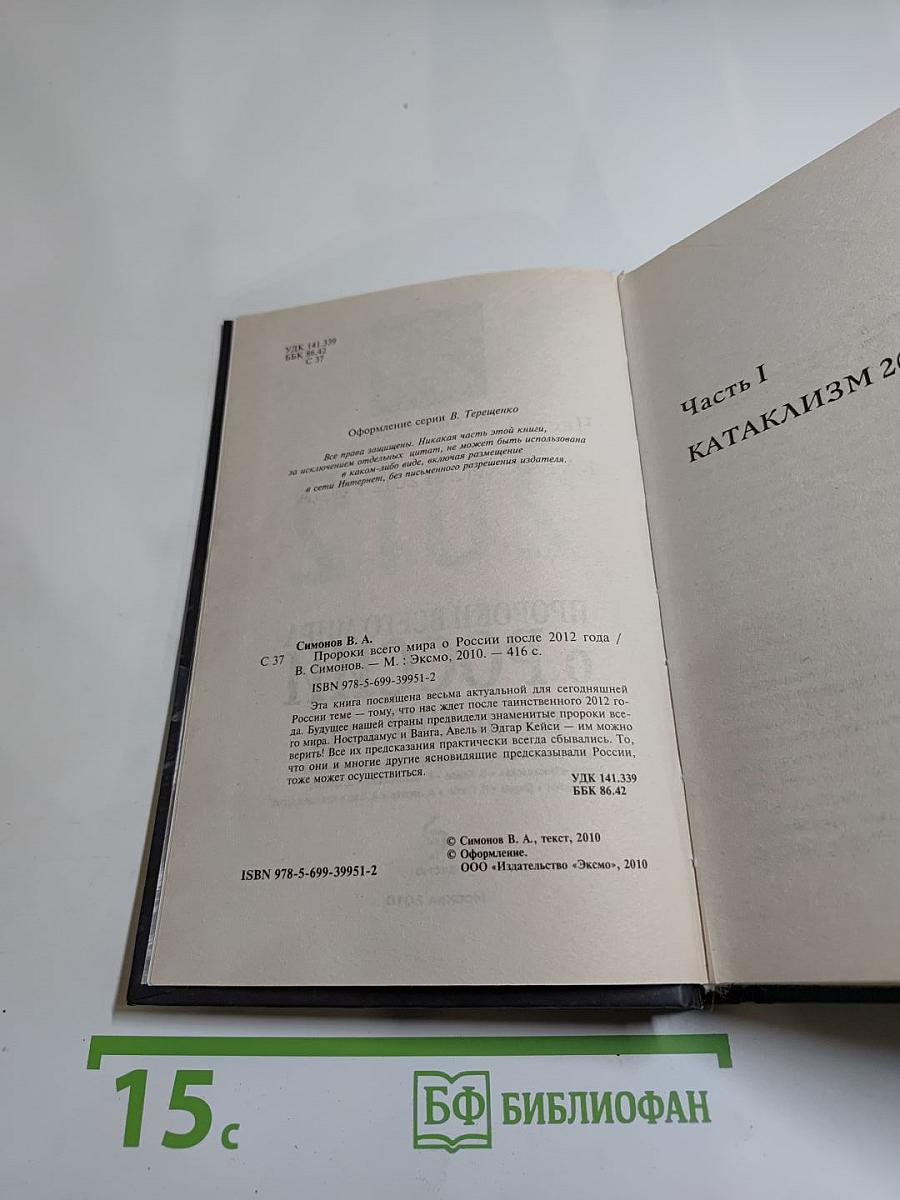 УДК 141.339
ББК 86.42
С 37
Оформление серии В. Терещенко
Все права защищены. Никакая часть этой книги,
за исключением отдельных цитат, не может быть использована
в каком-либо виде, включая размещение
в сети Интернет, без письменного разрешения издателя.
Симонов В. А.
С 37 Пророки всего мира о России после 2012 года /
В. Симонов. — М. : Эксмо, 2010. — 416 с.
ISBN 978-5-699-39951-2
Эта книга посвящена весьма актуальной для сегодняшней
России теме — тому, что нас ждет после таинственного 2012 го-
да. Будущее нашей страны предвидели знаменитые пророки все-
го мира. Нострадамус и Ванга, Авель и Эдгар Кейси — им можно
верить! Все их предсказания практически всегда сбывались. То,
что они и многие другие ясновидящие предсказывали России,
тоже может осуществиться.
УДК 141.339
ББК 86.42
© Симонов В. А., текст, 2010
© Оформление.
ООО «Издательство «Эксмо», 2010
ISBN 978-5-699-39951-2
Часть I
КАТАКЛИЗМ 20
15 с
БФ БИБЛИОФАН